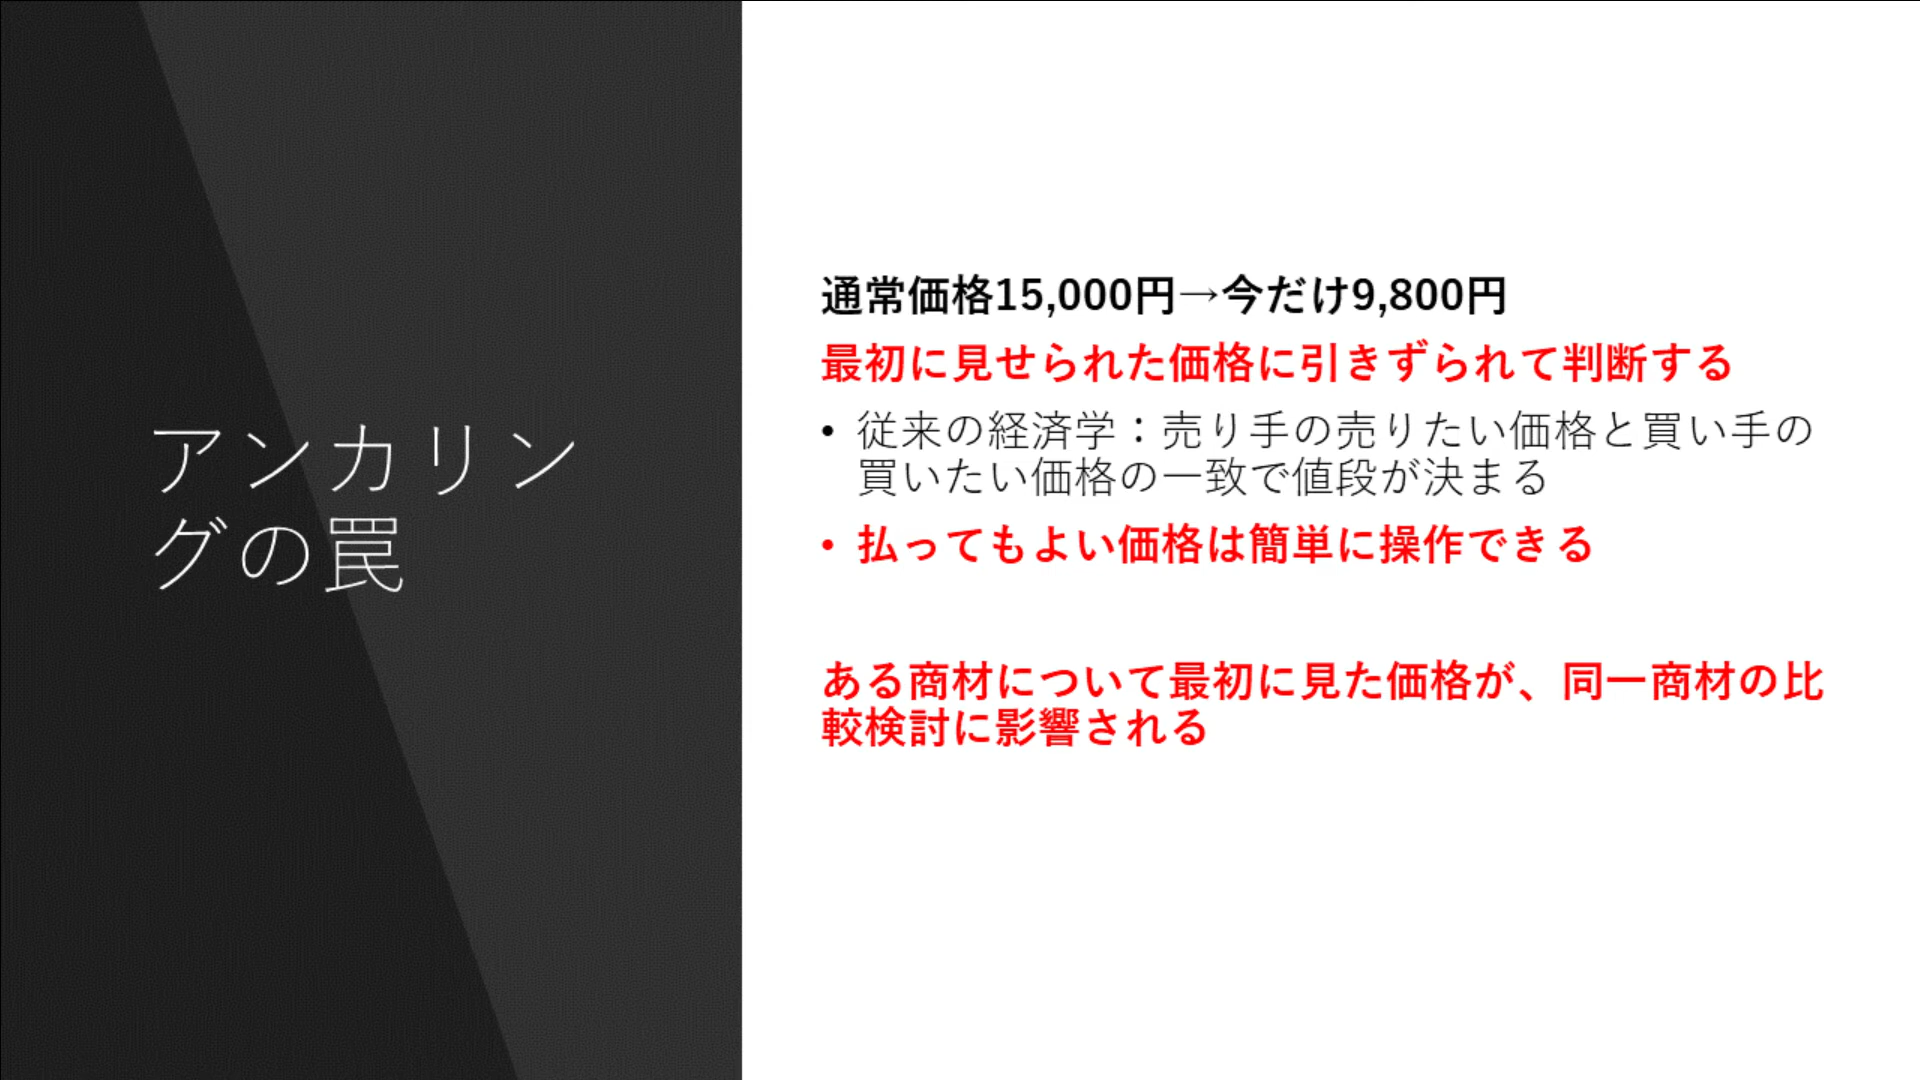 アンカリン
グの罠
通常価格15,000円→今だけ9,800円
最初に見せられた価格に引きずられて判断する
• 従来の経済学：売り手の売りたい価格と買い手の
買いたい価格の一致で値段が決まる
• 払ってもよい価格は簡単に操作できる
ある商材について最初に見た価格が、同一商材の比
較検討に影響される